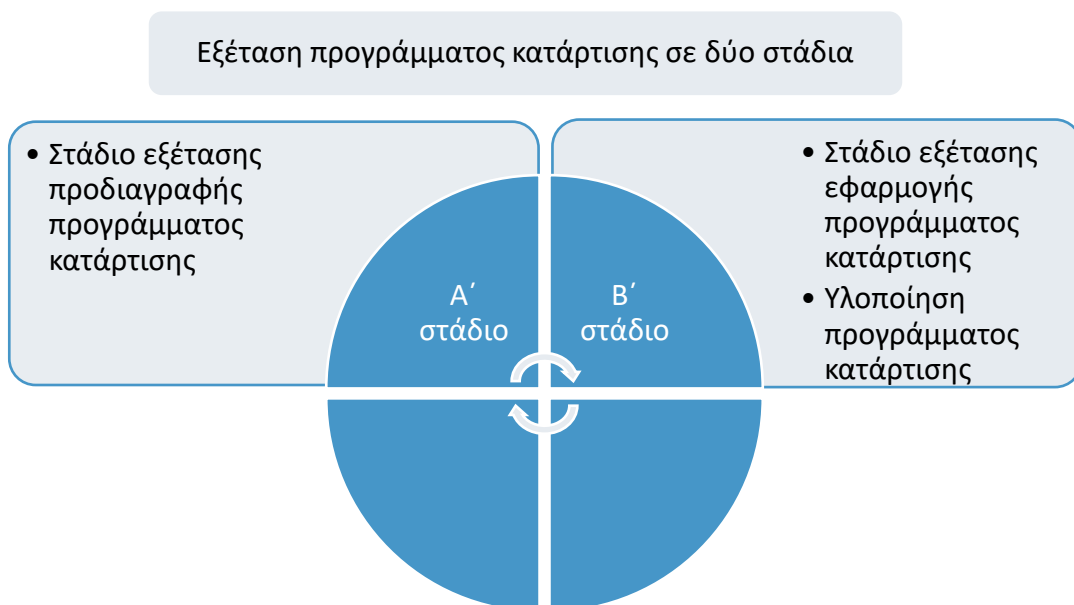 Εξέταση προγράμματος κατάρτισης σε δύο στάδια
• Στάδιο εξέτασης
προδιαγραφής
προγράμματος
κατάρτισης
Α΄
στάδιο
Β΄
στάδιο
• Στάδιο εξέτασης
εφαρμογής
προγράμματος
κατάρτισης
• Υλοποίηση
προγράμματος
κατάρτισης